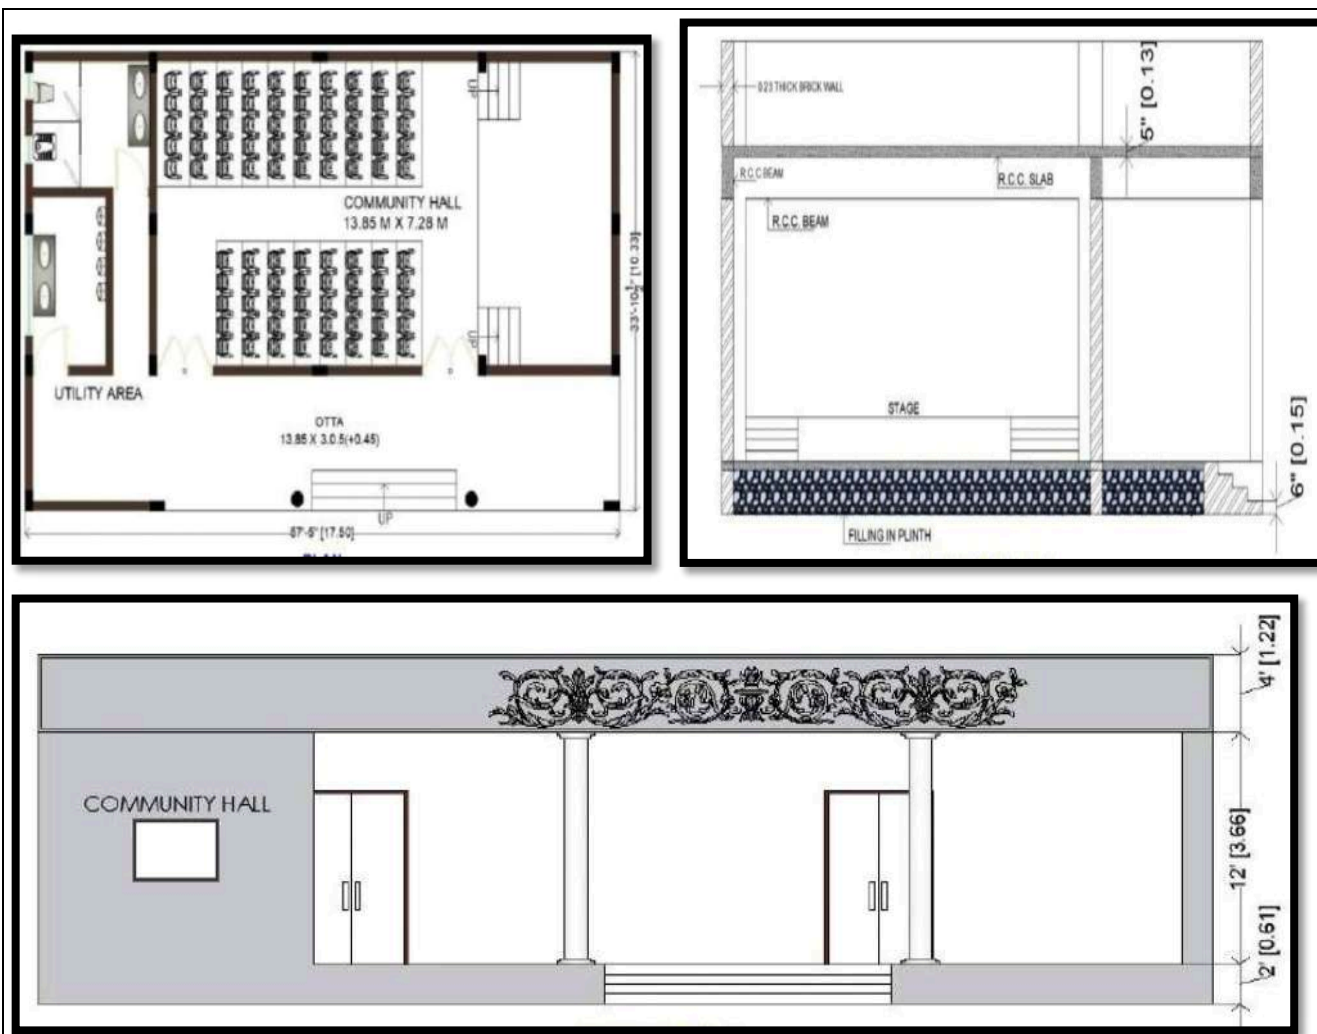 UP
COMMUNITY HALL
13.85 M X 7.28 M
33'-10½" [10.33]
UP
UTILITY AREA
OTTA
13.85 X 3.0.5(+0.45)
UP
57'-5" [17.50]
PLAN
0.23 THICK BRICK WALL
5" [0.13]
R.C.C BEAM
R.C.C. SLAB
R.C.C. BEAM
STAGE
6" [0.15]
FILLING IN PLINTH
4' [1.22]
COMMUNITY HALL
12' [3.66]
2' [0.61]